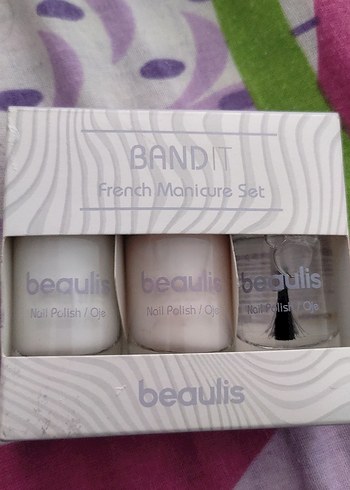 BANDIT
French Manicure Set
beaulis
Nail Polish / Oje
beaulis
Nail Polish / Oje
beaulis
Nail Polish / Oje
beaulis